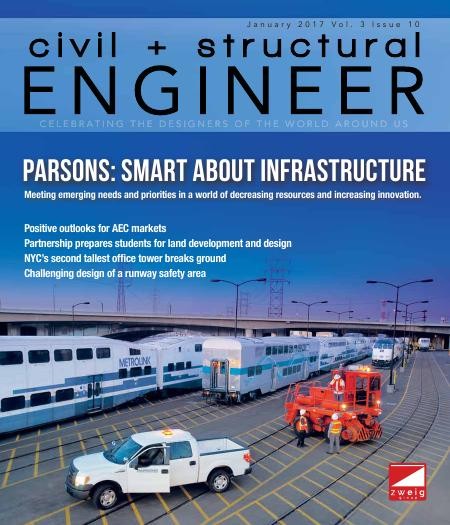 January 2017 Vol. 3 Issue 10
civil + structural
ENGINEER
CELEBRATING THE DESIGNERS OF THE WORLD AROUND US
PARSONS: SMART ABOUT INFRASTRUCTURE
Meeting emerging needs and priorities in a world of decreasing resources and increasing innovation.
Positive outlooks for AEC markets
Partnership prepares students for land development and design
NYC's second tallest office tower breaks ground
Challenging design of a runway safety area
METROLINK
zweig
group